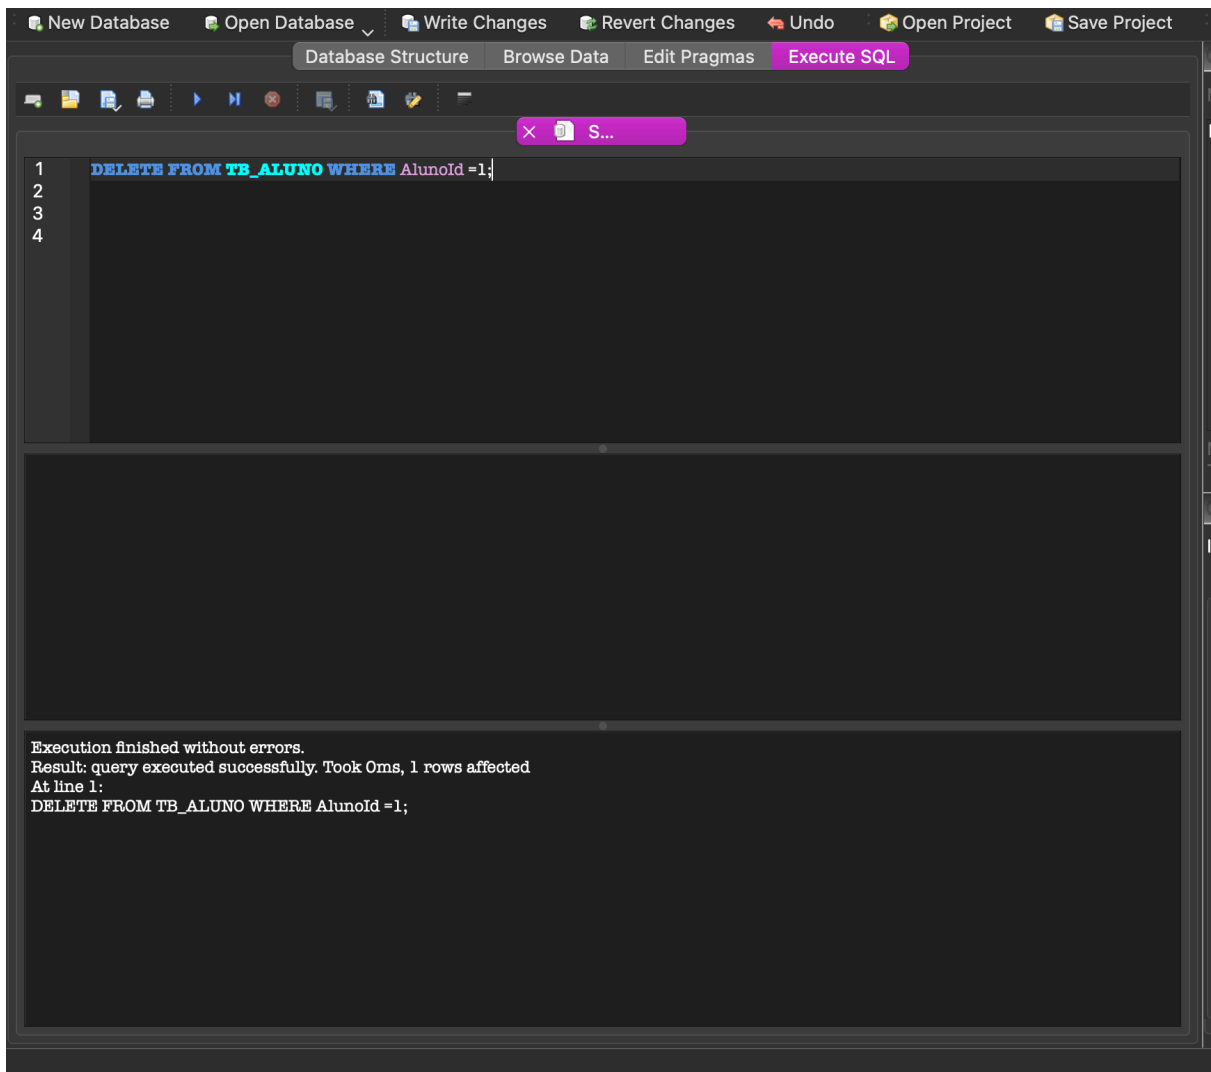 New Database Open Database Write Changes Revert Changes Undo Open Project Save Project
Database Structure Browse Data Edit Pragmas Execute SQL
S...
1 DELETE FROM TB_ALUNO WHERE AlunoId =1;
2
3
4
Execution finished without errors.
Result: query executed successfully. Took 0ms, 1 rows affected
At line 1:
DELETE FROM TB_ALUNO WHERE AlunoId =1;